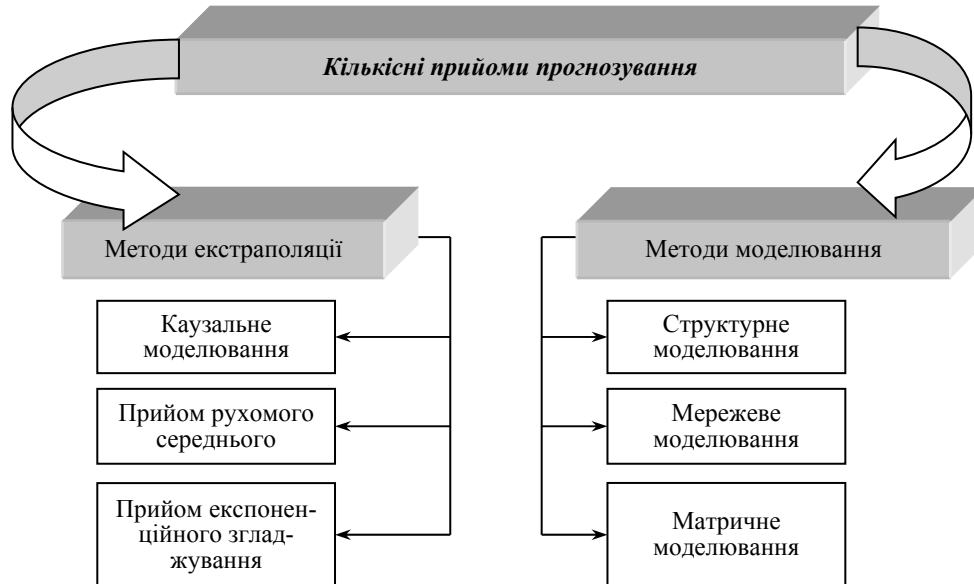 Кількісні прийоми прогнозування
Методи екстраполяції
Каузальне
моделювання
Прийом рухомого
середнього
Прийом експонен-
ційного зглад-
жування
Методи моделювання
Структурне
моделювання
Мережеве
моделювання
Матричне
моделювання